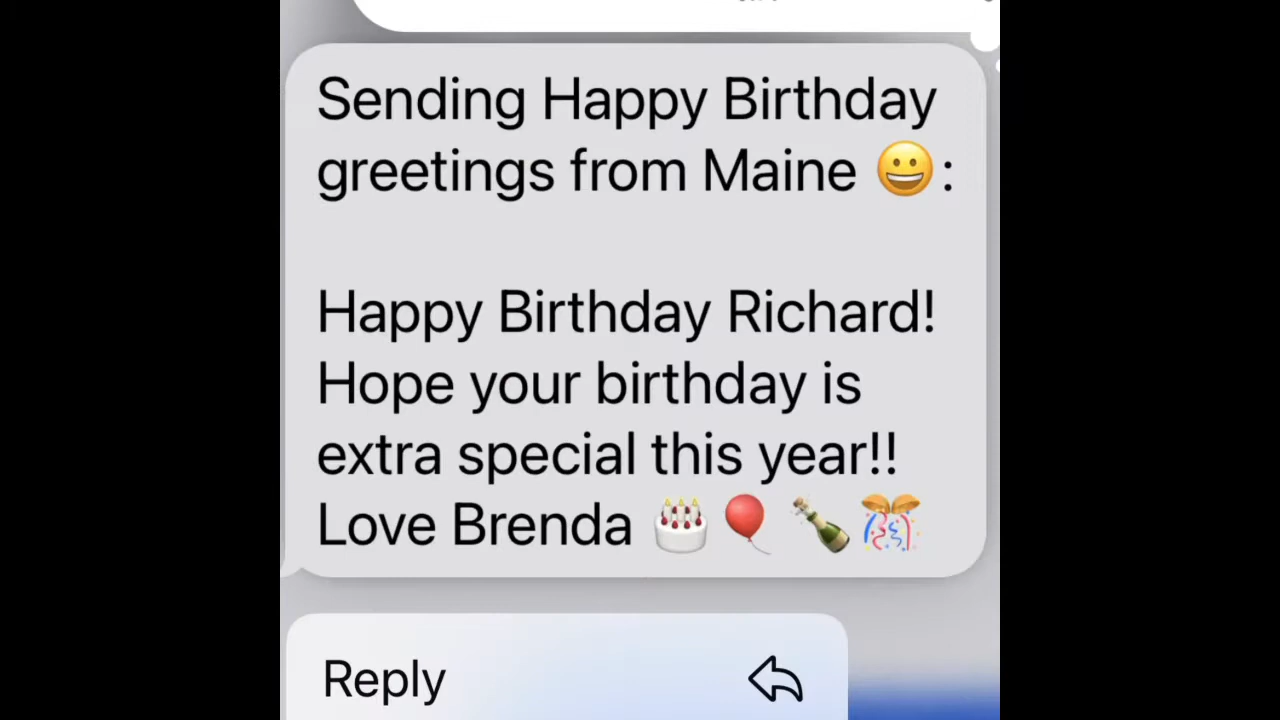 Sending Happy Birthday
greetings from Maine 😀:
Happy Birthday Richard!
Hope your birthday is
extra special this year!!
Love Brenda 🎂🎈🍾🎊
Reply